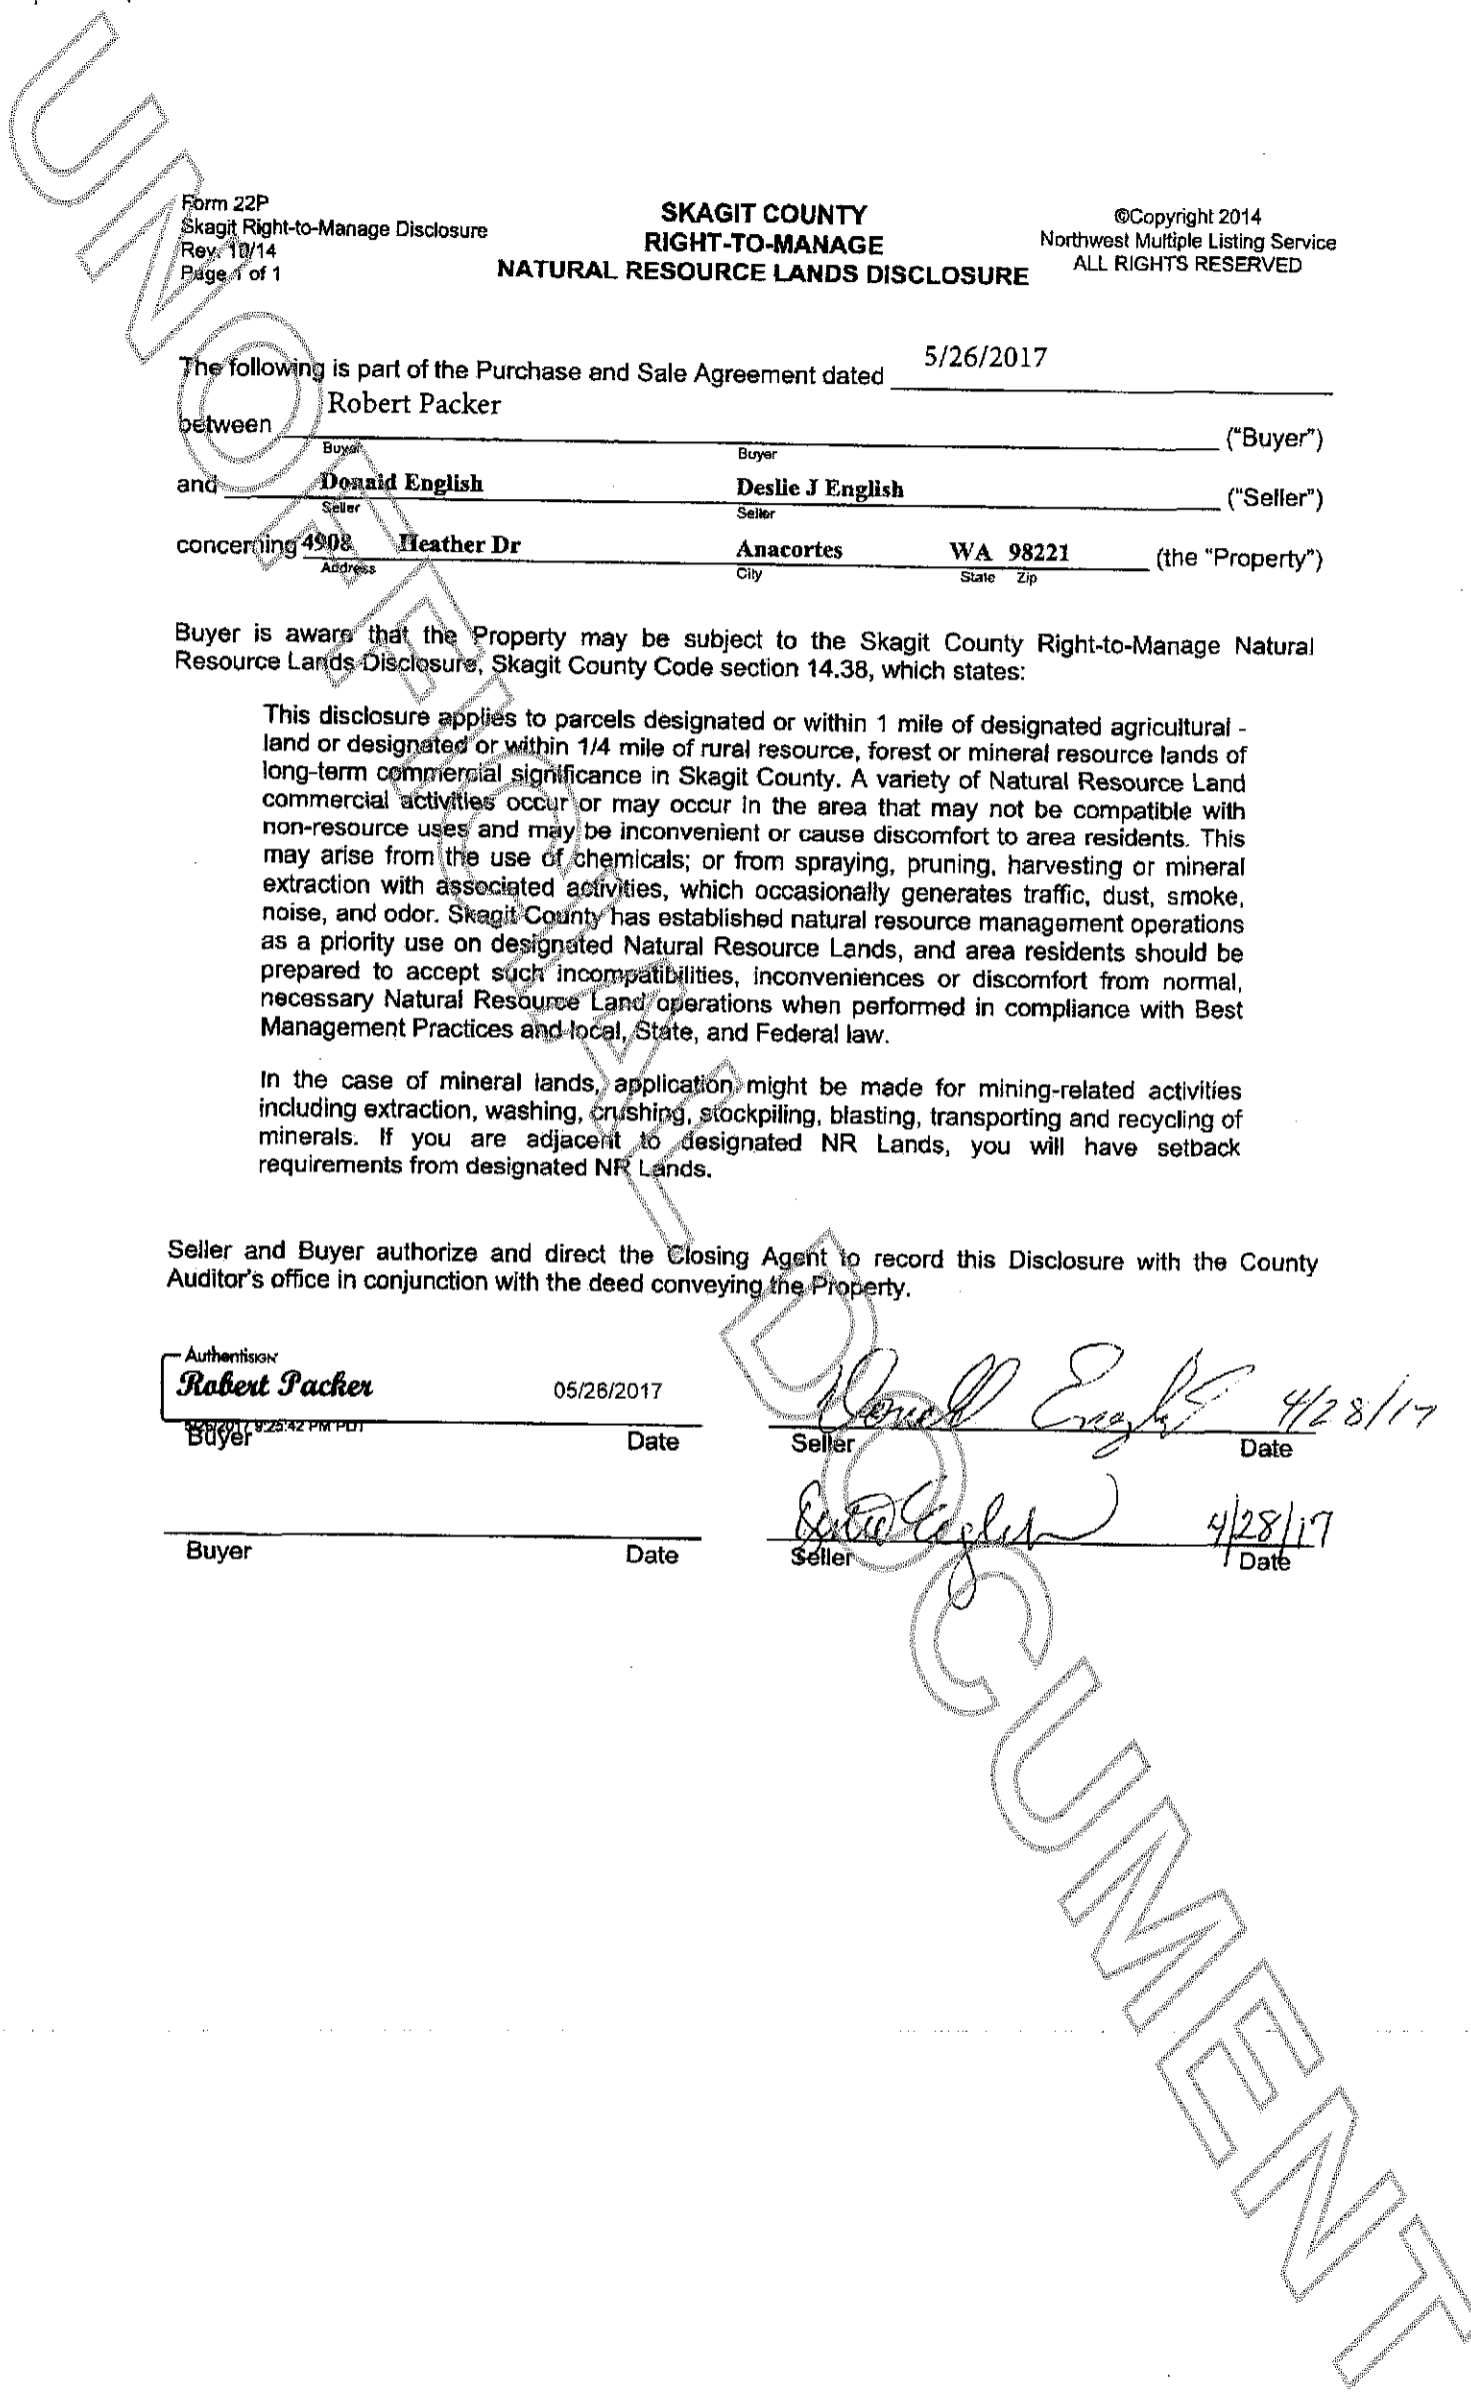 Form 22P
Skagit Right-to-Manage Disclosure
Rev. 10/14
Page 1 of 1
SKAGIT COUNTY
RIGHT-TO-MANAGE
NATURAL RESOURCE LANDS DISCLOSURE
©Copyright 2014
Northwest Multiple Listing Service
ALL RIGHTS RESERVED
The following is part of the Purchase and Sale Agreement dated 5/26/2017
between Robert Packer ("Buyer")
Buyer Buyer
and Donald English Deslie J English ("Seller")
Seller Seller
concerning 4908 Heather Dr Anacortes WA 98221 (the "Property")
Address City State Zip
Buyer is aware that the Property may be subject to the Skagit County Right-to-Manage Natural
Resource Lands Disclosure, Skagit County Code section 14.38, which states:
This disclosure applies to parcels designated or within 1 mile of designated agricultural -
land or designated or within 1/4 mile of rural resource, forest or mineral resource lands of
long-term commercial significance in Skagit County. A variety of Natural Resource Land
commercial activities occur or may occur in the area that may not be compatible with
non-resource uses and may be inconvenient or cause discomfort to area residents. This
may arise from the use of chemicals; or from spraying, pruning, harvesting or mineral
extraction with associated activities, which occasionally generates traffic, dust, smoke,
noise, and odor. Skagit County has established natural resource management operations
as a priority use on designated Natural Resource Lands, and area residents should be
prepared to accept such incompatibilities, inconveniences or discomfort from normal,
necessary Natural Resource Land operations when performed in compliance with Best
Management Practices and local, State, and Federal law.
In the case of mineral lands, application might be made for mining-related activities
including extraction, washing, crushing, stockpiling, blasting, transporting and recycling of
minerals. If you are adjacent to designated NR Lands, you will have setback
requirements from designated NR Lands.
Seller and Buyer authorize and direct the Closing Agent to record this Disclosure with the County
Auditor's office in conjunction with the deed conveying the Property.
Authentisign
Robert Packer 05/26/2017 Donald English 4/28/17
5/26/2017 9:25:42 PM PDT
Buyer Date Seller Date
4/28/17
Buyer Date Seller Date
UNOFFICIAL DOCUMENT